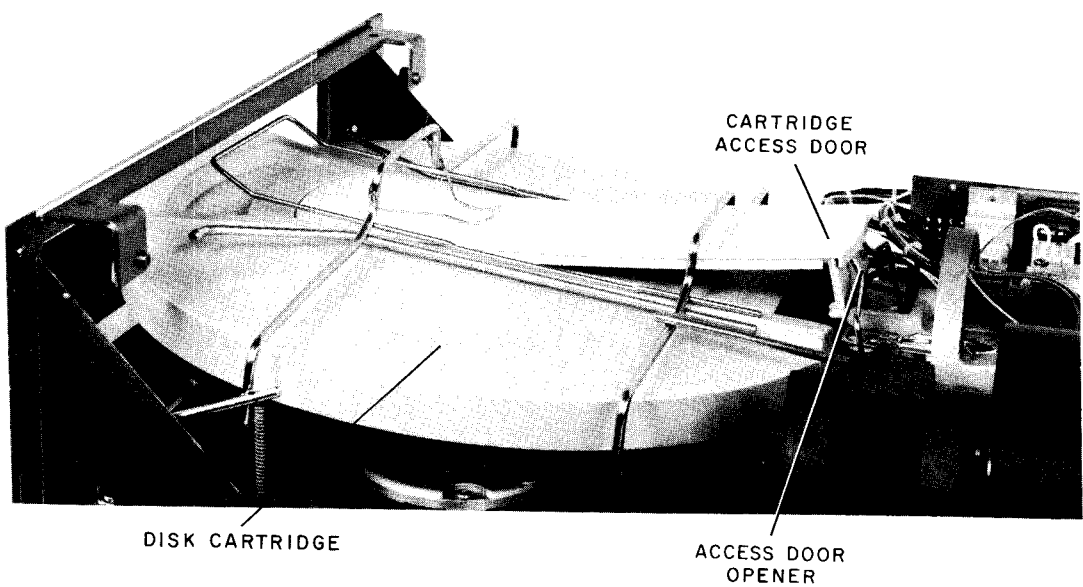 CARTRIDGE
ACCESS DOOR
DISK CARTRIDGE
ACCESS DOOR
OPENER